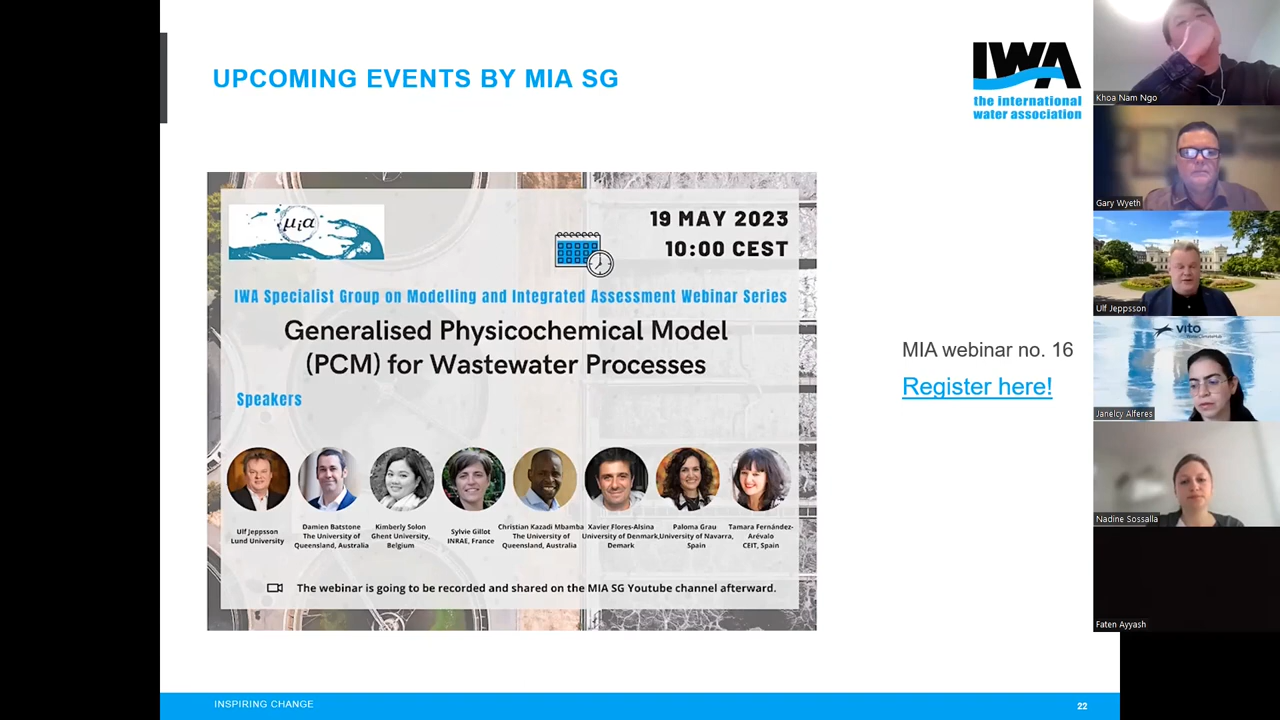 UPCOMING EVENTS BY MIA SG
IWA
the international
water association
μia
19 MAY 2023
10:00 CEST
IWA Specialist Group on Modelling and Integrated Assessment Webinar Series
Generalised Physicochemical Model
(PCM) for Wastewater Processes
Speakers
Ulf Jeppsson
Lund University
Damien Batstone
The University of
Queensland, Australia
Kimberly Solon
Ghent University,
Belgium
Sylvie Gillot
INRAE, France
Christian Kazadi Mbamba
The University of
Queensland, Australia
Xavier Flores-Alsina
University of Denmark,
Demark
Paloma Grau
University of Navarra,
Spain
Tamara Fernández-
Arévalo
CEIT, Spain
The webinar is going to be recorded and shared on the MIA SG Youtube channel afterward.
MIA webinar no. 16
Register here!
INSPIRING CHANGE
22
Khoa Nam Ngo
Gary Wyeth
Ulf Jeppsson
vito
Janelcy Alferes
Nadine Sossalla
Faten Ayyash